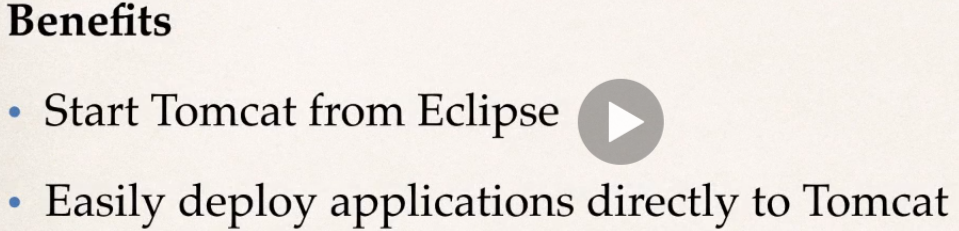 Benefits
• Start Tomcat from Eclipse
• Easily deploy applications directly to Tomcat